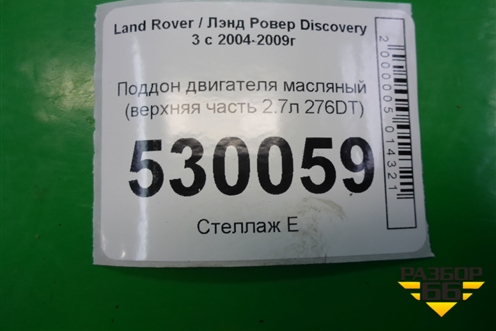 Land Rover / Лэнд Ровер Discovery
3 с 2004-2009г
Поддон двигателя масляный
(верхняя часть 2.7л 276DT)
530059
Стеллаж Е
2000005014321
РАЗБОР
66